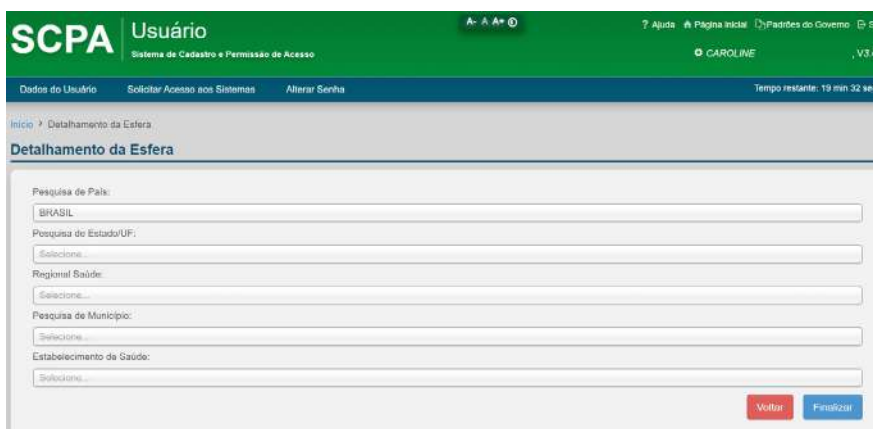 SCPA
Usuário
Sistema de Cadastro e Permissão de Acesso
A- A A+
? Ajuda Página Inicial Padrões do Governo S
CAROLINE , V3.
Dados do Usuário Solicitar Acesso aos Sistemas Alterar Senha Tempo restante: 19 min 32 se
Início Detalhamento da Esfera
Detalhamento da Esfera
Pesquisa de País:
BRASIL
Pesquisa de Estado/UF:
Selecione...
Regional Saúde:
Selecione...
Pesquisa de Município:
Selecione...
Estabelecimento de Saúde:
Selecione...
Voltar Finalizar